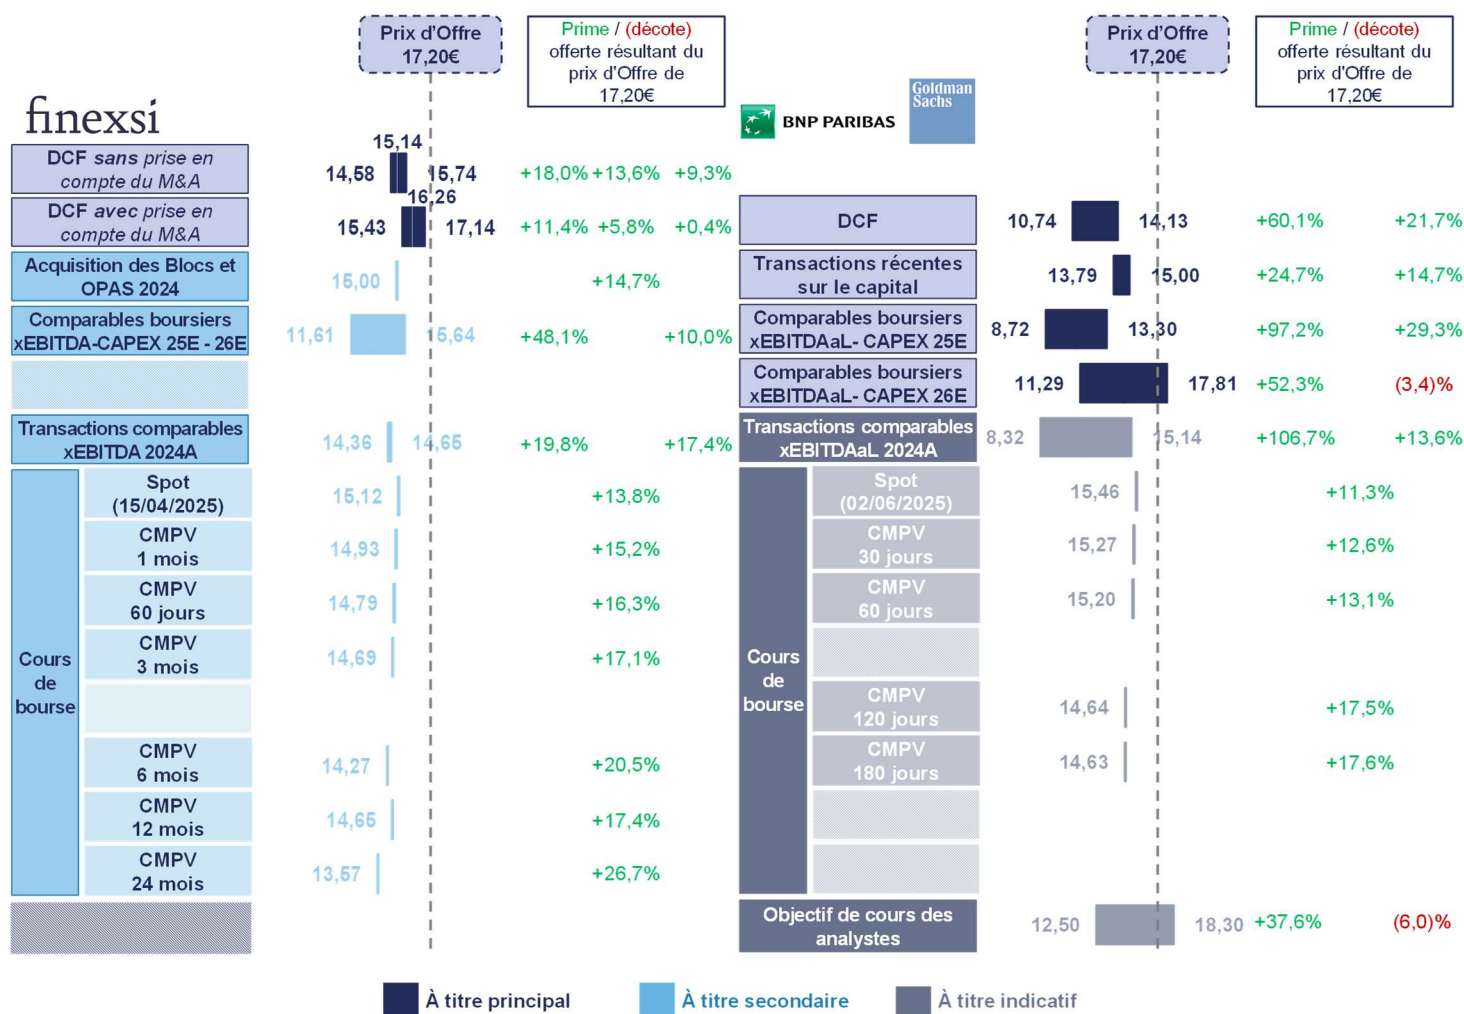 Prix d'Offre
17,20€
Prime / (décote)
offerte résultant du
prix d'Offre de
17,20€
finexsi
DCF sans prise en
compte du M&A
14,58
15,14
15,74
+18,0% +13,6% +9,3%
DCF avec prise en
compte du M&A
15,43
16,26
17,14
+11,4% +5,8% +0,4%
Acquisition des Blocs et
OPAS 2024
15,00
+14,7%
Comparables boursiers
xEBITDA-CAPEX 25E - 26E
11,61
15,64
+48,1% +10,0%
Transactions comparables
xEBITDA 2024A
14,36
14,65
+19,8% +17,4%
Cours
de
bourse
Spot
(15/04/2025)
15,12
+13,8%
CMPV
1 mois
14,93
+15,2%
CMPV
60 jours
14,79
+16,3%
CMPV
3 mois
14,69
+17,1%
CMPV
6 mois
14,27
+20,5%
CMPV
12 mois
14,65
+17,4%
CMPV
24 mois
13,57
+26,7%
Prix d'Offre
17,20€
Prime / (décote)
offerte résultant du
prix d'Offre de
17,20€
BNP PARIBAS
Goldman
Sachs
DCF
10,74
14,13
+60,1% +21,7%
Transactions récentes
sur le capital
13,79
15,00
+24,7% +14,7%
Comparables boursiers
xEBITDAaL- CAPEX 25E
8,72
13,30
+97,2% +29,3%
Comparables boursiers
xEBITDAaL- CAPEX 26E
11,29
17,81
+52,3% (3,4)%
Transactions comparables
xEBITDAaL 2024A
8,32
15,14
+106,7% +13,6%
Cours
de
bourse
Spot
(02/06/2025)
15,46
+11,3%
CMPV
30 jours
15,27
+12,6%
CMPV
60 jours
15,20
+13,1%
CMPV
120 jours
14,64
+17,5%
CMPV
180 jours
14,63
+17,6%
Objectif de cours des
analystes
12,50
18,30
+37,6% (6,0)%
À titre principal
À titre secondaire
À titre indicatif